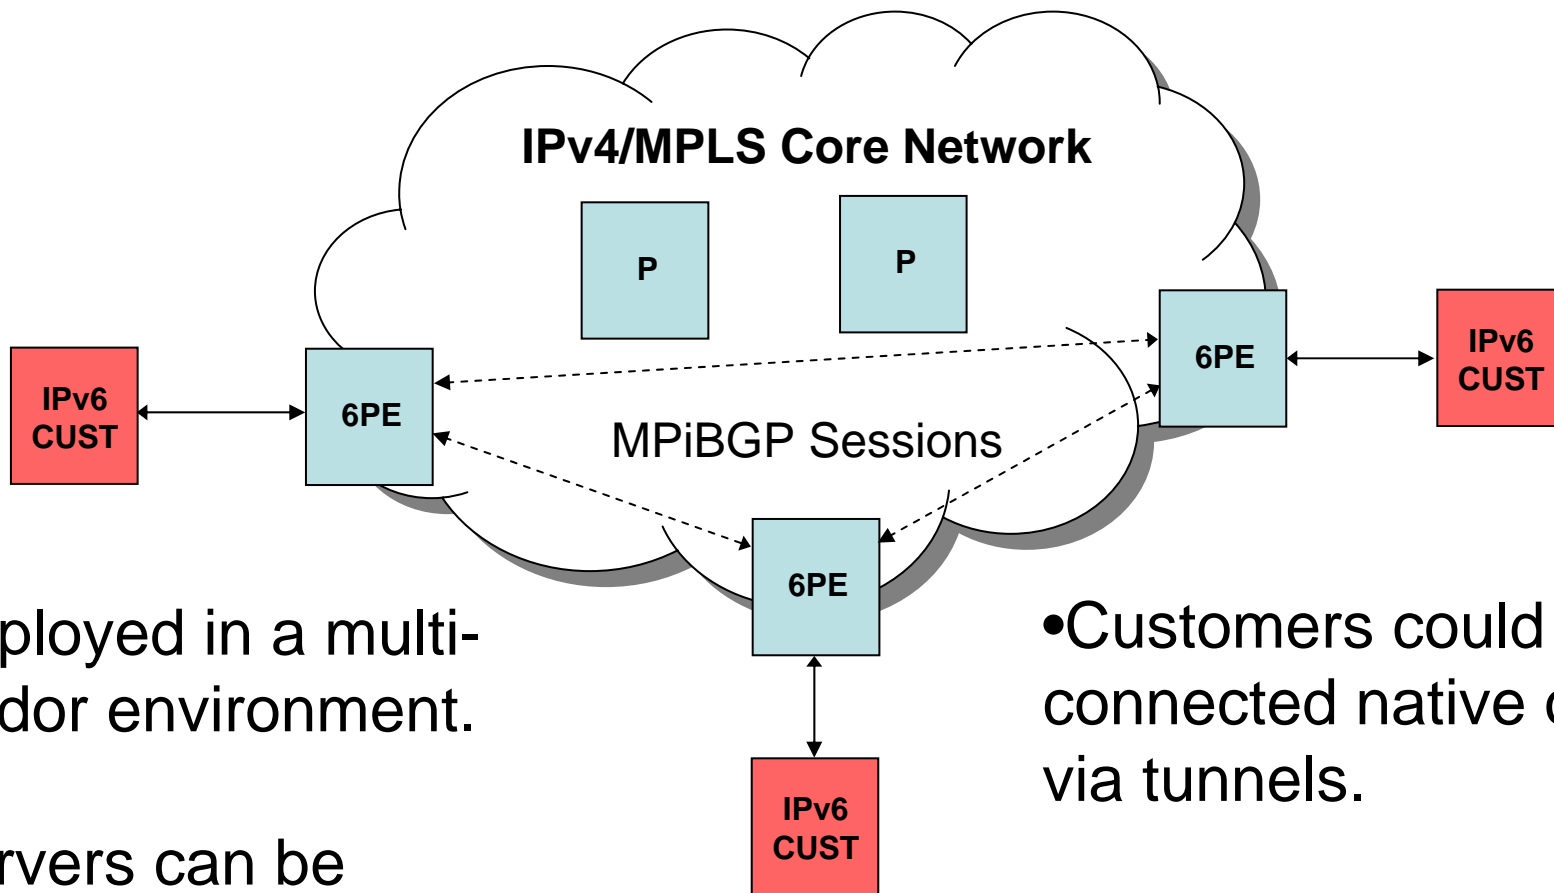 IPv4/MPLS Core Network
P
P
6PE
IPv6
CUST
IPv6
CUST
6PE
MPiBGP Sessions
6PE
ployed in a multi-
dor environment.
rvers can be
•Customers could
connected native
via tunnels.
IPv6
CUST